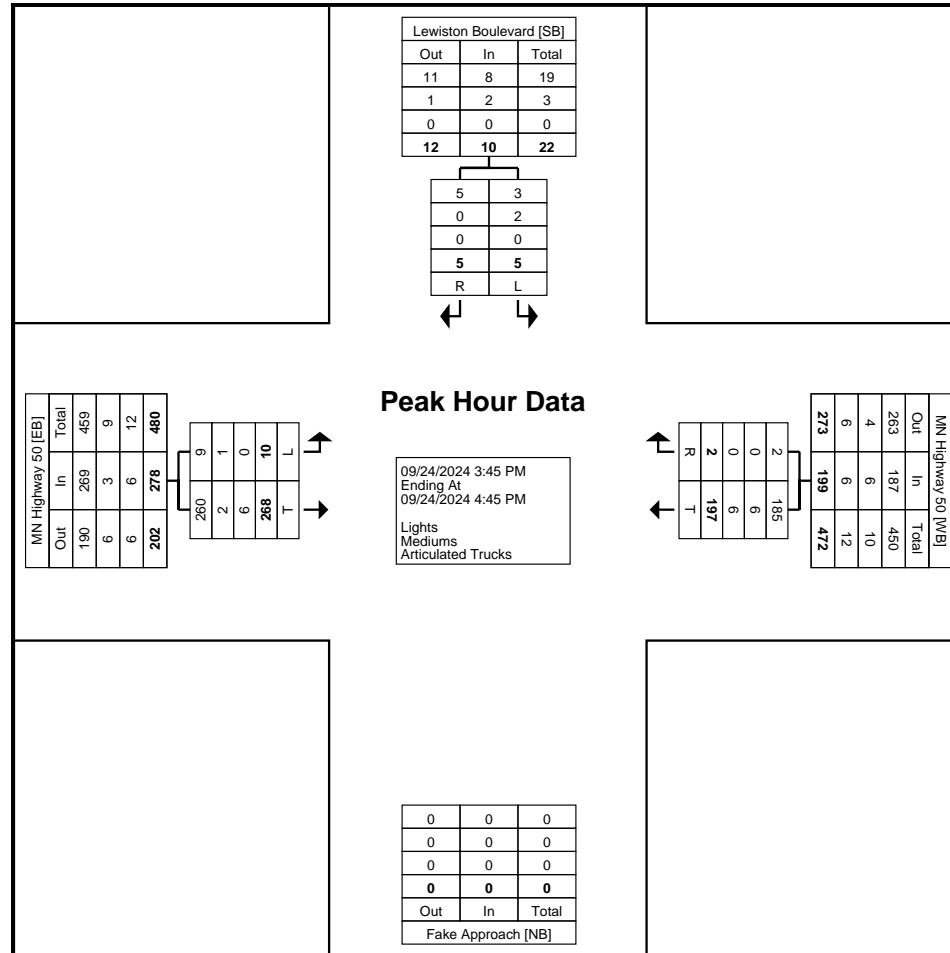 Lewiston Boulevard [SB]
Out In Total
11 8 19
1 2 3
0 0 0
12 10 22
5 3
0 2
0 0
5 5
R L
MN Highway 50 [EB]
Total In Out
459 269 190
9 3 6
12 6 6
480 278 202
9 260
1 2
0 6
10 268
L T
Peak Hour Data
09/24/2024 3:45 PM
Ending At
09/24/2024 4:45 PM
Lights
Mediums
Articulated Trucks
MN Highway 50 [WB]
Out In Total
263 187 450
4 6 10
6 6 12
273 199 472
2 185
0 6
0 6
2 197
R T
0 0 0
0 0 0
0 0 0
0 0 0
Out In Total
Fake Approach [NB]